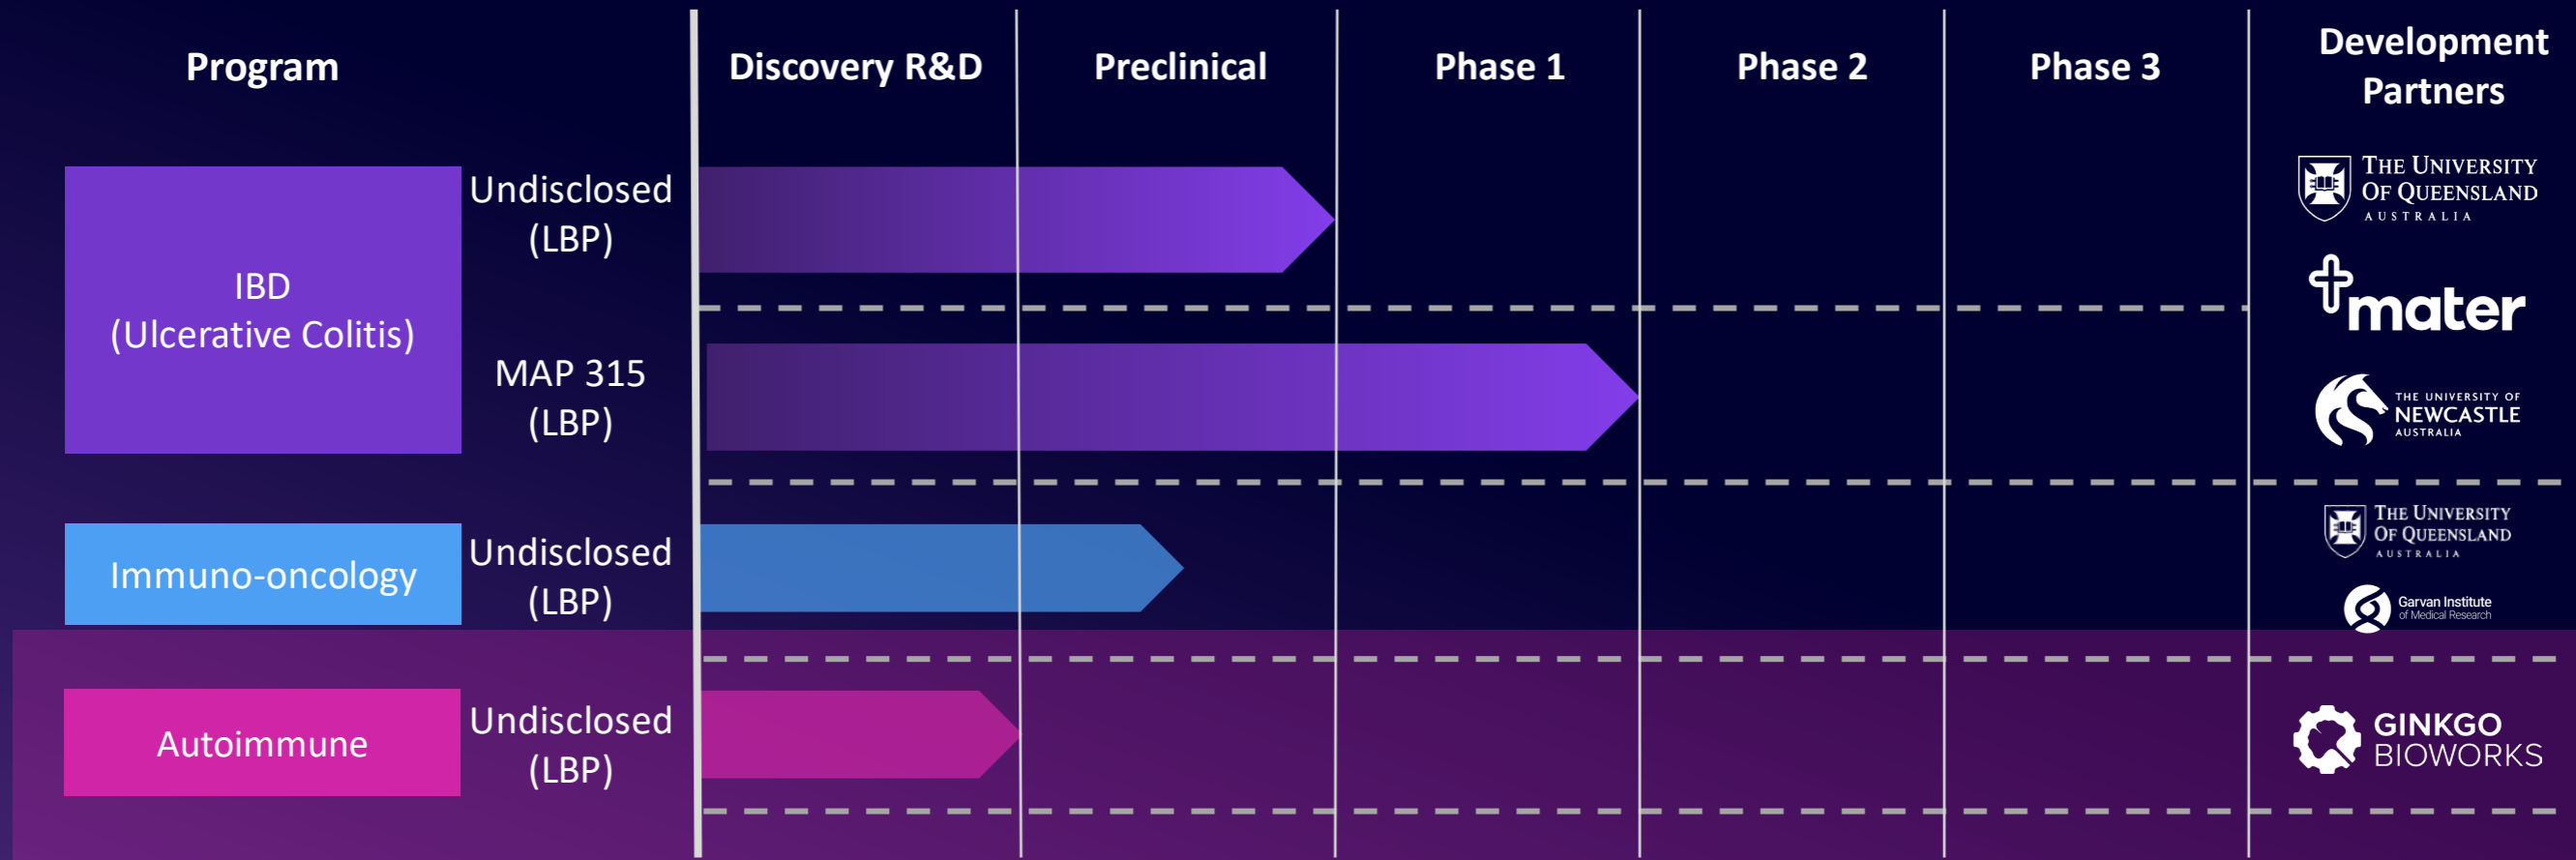 Program
Discovery R&D
Preclinical
Phase 1
Phase 2
Phase 3
Development
Partners
IBD
(Ulcerative Colitis)
Undisclosed
(LBP)
MAP 315
(LBP)
THE UNIVERSITY
OF QUEENSLAND
AUSTRALIA
mater
THE UNIVERSITY OF
NEWCASTLE
AUSTRALIA
Immuno-oncology
Undisclosed
(LBP)
THE UNIVERSITY
OF QUEENSLAND
AUSTRALIA
Garvan Institute
of Medical Research
Autoimmune
Undisclosed
(LBP)
GINKGO
BIOWORKS